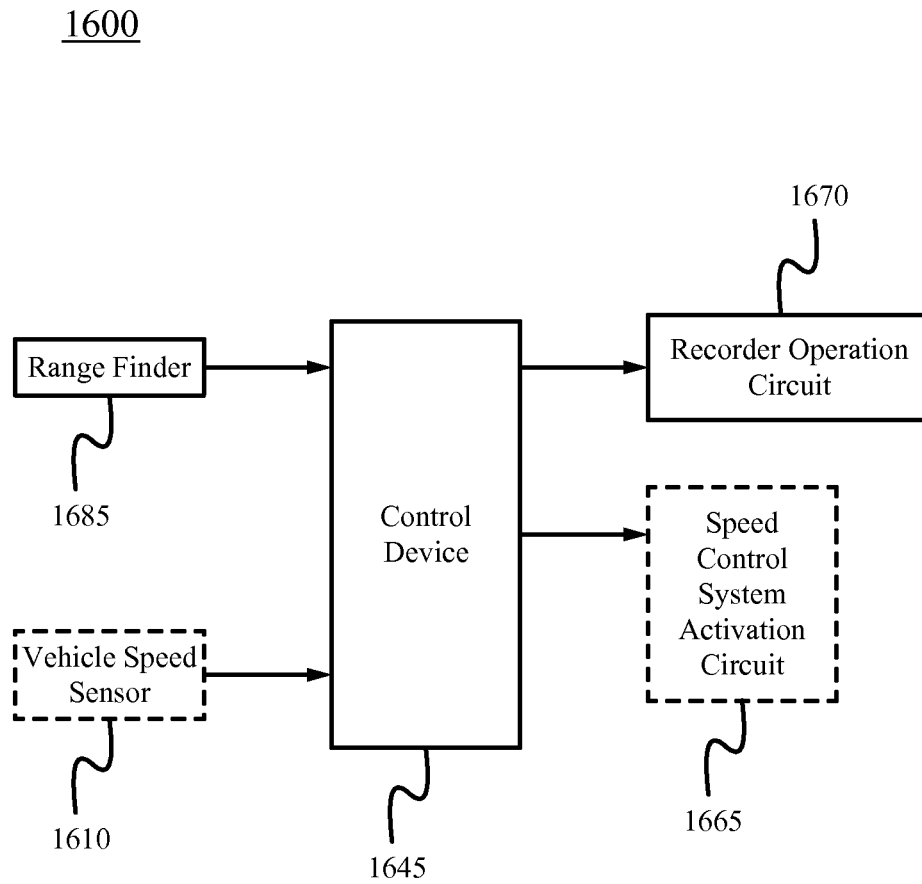 1600
1670
Range Finder
Recorder Operation
Circuit
1685
Control
Device
Speed
Control
System
Activation
Circuit
Vehicle Speed
Sensor
1610
1645
1665